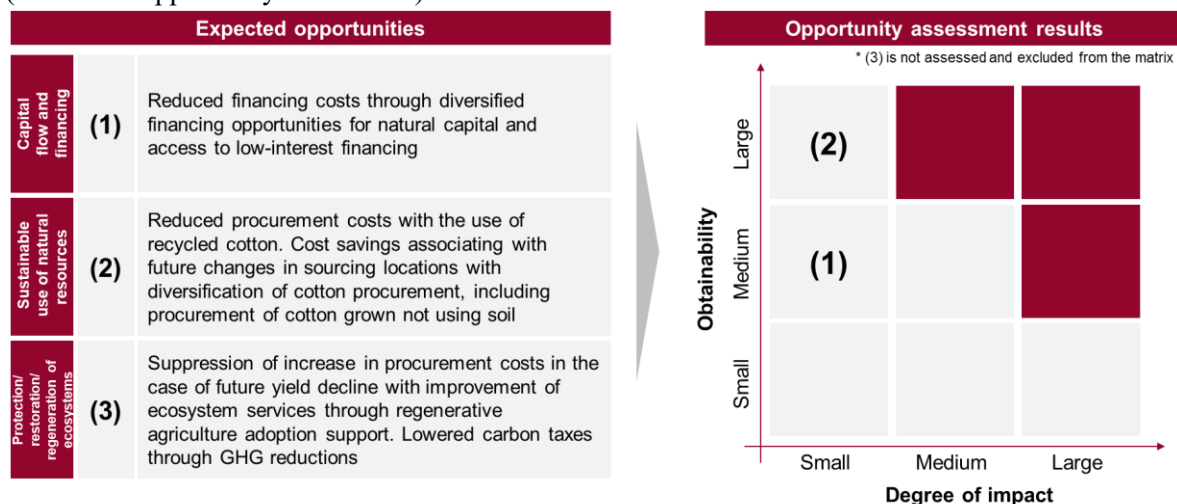 Expected opportunities
Capital
flow and
financing
(1)
Reduced financing costs through diversified
financing opportunities for natural capital and
access to low-interest financing
Sustainable
use of natural
resources
(2)
Reduced procurement costs with the use of
recycled cotton. Cost savings associating with
future changes in sourcing locations with
diversification of cotton procurement, including
procurement of cotton grown not using soil
Protection/
restoration/
regeneration of
ecosystems
(3)
Suppression of increase in procurement costs in the
case of future yield decline with improvement of
ecosystem services through regenerative
agriculture adoption support. Lowered carbon taxes
through GHG reductions
Opportunity assessment results
* (3) is not assessed and excluded from the matrix
Obtainability
Large
(2)
Medium
(1)
Small
Small
Medium
Large
Degree of impact